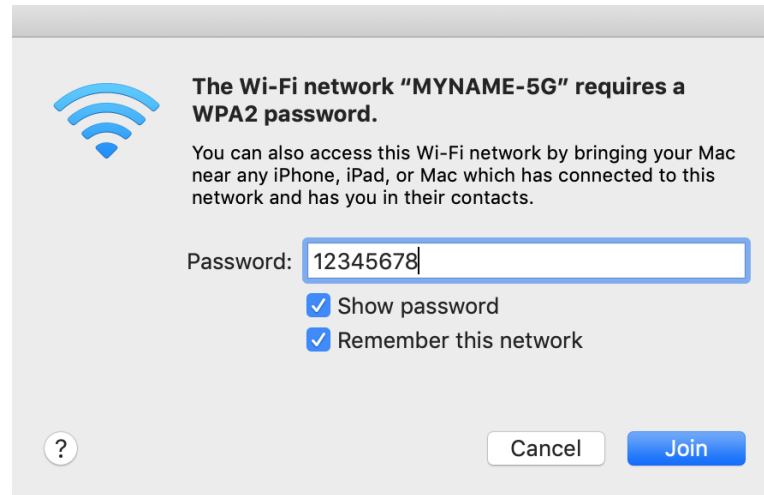 The Wi-Fi network “MYNAME-5G” requires a
WPA2 password.
You can also access this Wi-Fi network by bringing your Mac
near any iPhone, iPad, or Mac which has connected to this
network and has you in their contacts.
Password: 12345678
Show password
Remember this network
? Cancel Join